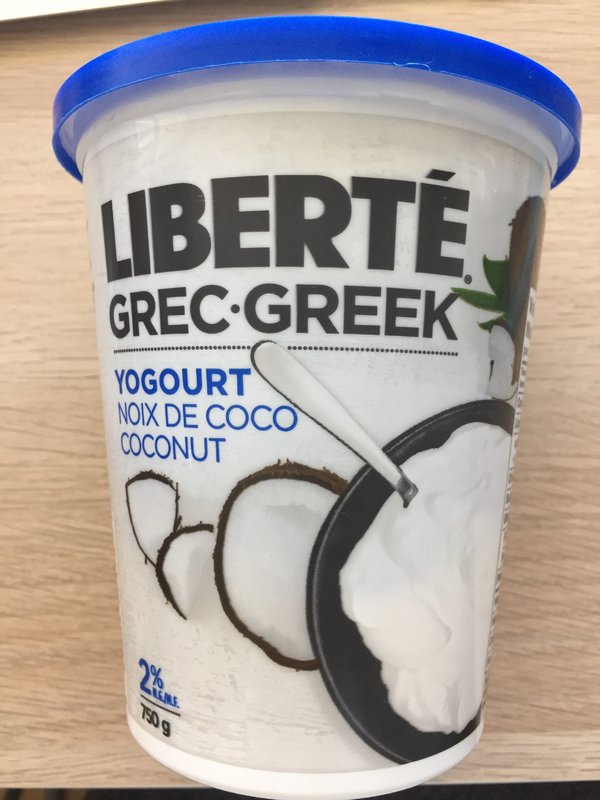 LIBERTÉ
GREC·GREEK
YOGOURT
NOIX DE COCO
COCONUT
2%
M.G./M.F.
750 g